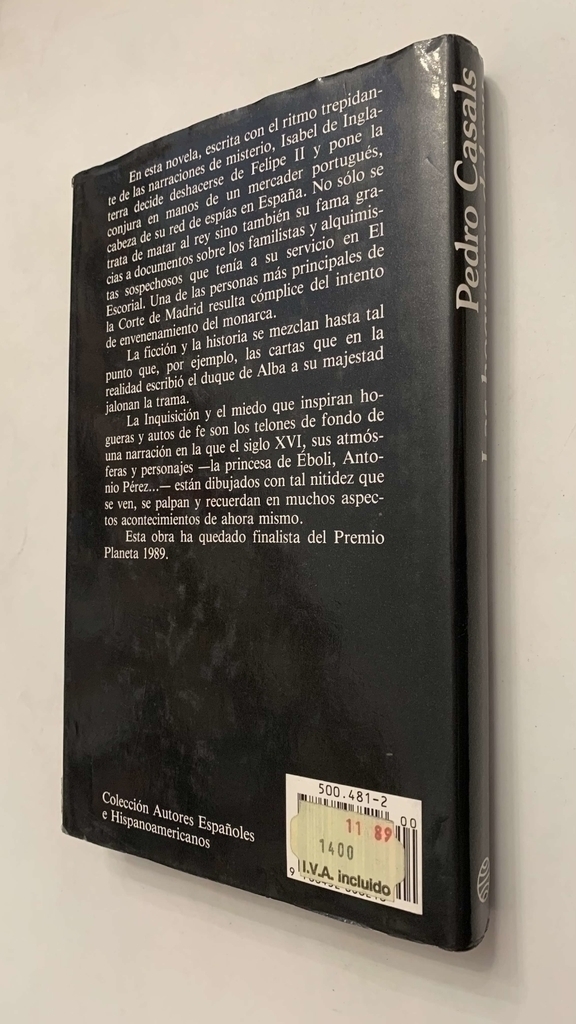 En esta novela, escrita con el ritmo trepidan-
te de las narraciones de misterio, Isabel de Ingla-
terra decide deshacerse de Felipe II y pone la
conjura en manos de un mercader portugués,
cabeza de su red de espías en España. No sólo se
trata de matar al rey sino también su fama gra-
cias a documentos sobre los familistas y alquimis-
tas sospechosos que tenía a su servicio en El
Escorial. Una de las personas más principales de
la Corte de Madrid resulta cómplice del intento
de envenenamiento del monarca.
La ficción y la historia se mezclan hasta tal
punto que, por ejemplo, las cartas que en la
realidad escribió el duque de Alba a su majestad
jalonan la trama.
La Inquisición y el miedo que inspiran ho-
gueras y autos de fe son los telones de fondo de
una narración en la que el siglo XVI, sus atmós-
feras y personajes —la princesa de Éboli, Anto-
nio Pérez...— están dibujados con tal nitidez que
se ven, se palpan y recuerdan en muchos aspec-
tos acontecimientos de ahora mismo.
Esta obra ha quedado finalista del Premio
Planeta 1989.
Colección Autores Españoles
e Hispanoamericanos
500.481-2
00
11 89
1400
I.V.A. incluido
Pedro Casals